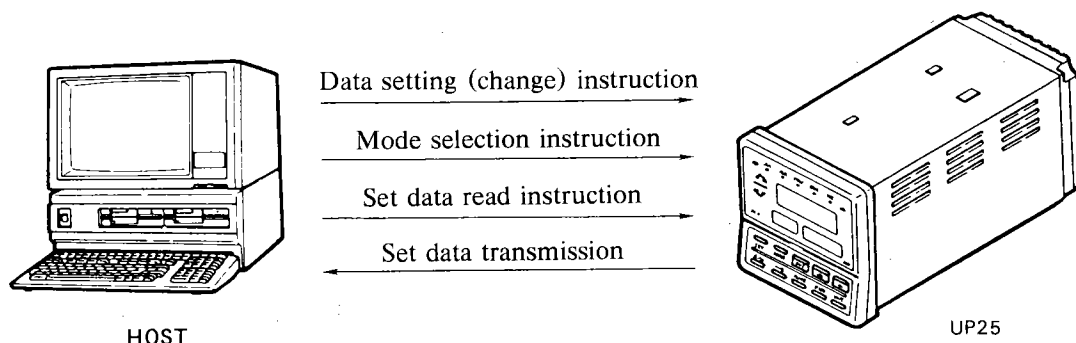 Data setting (change) instruction
Mode selection instruction
Set data read instruction
Set data transmission
HOST
UP25